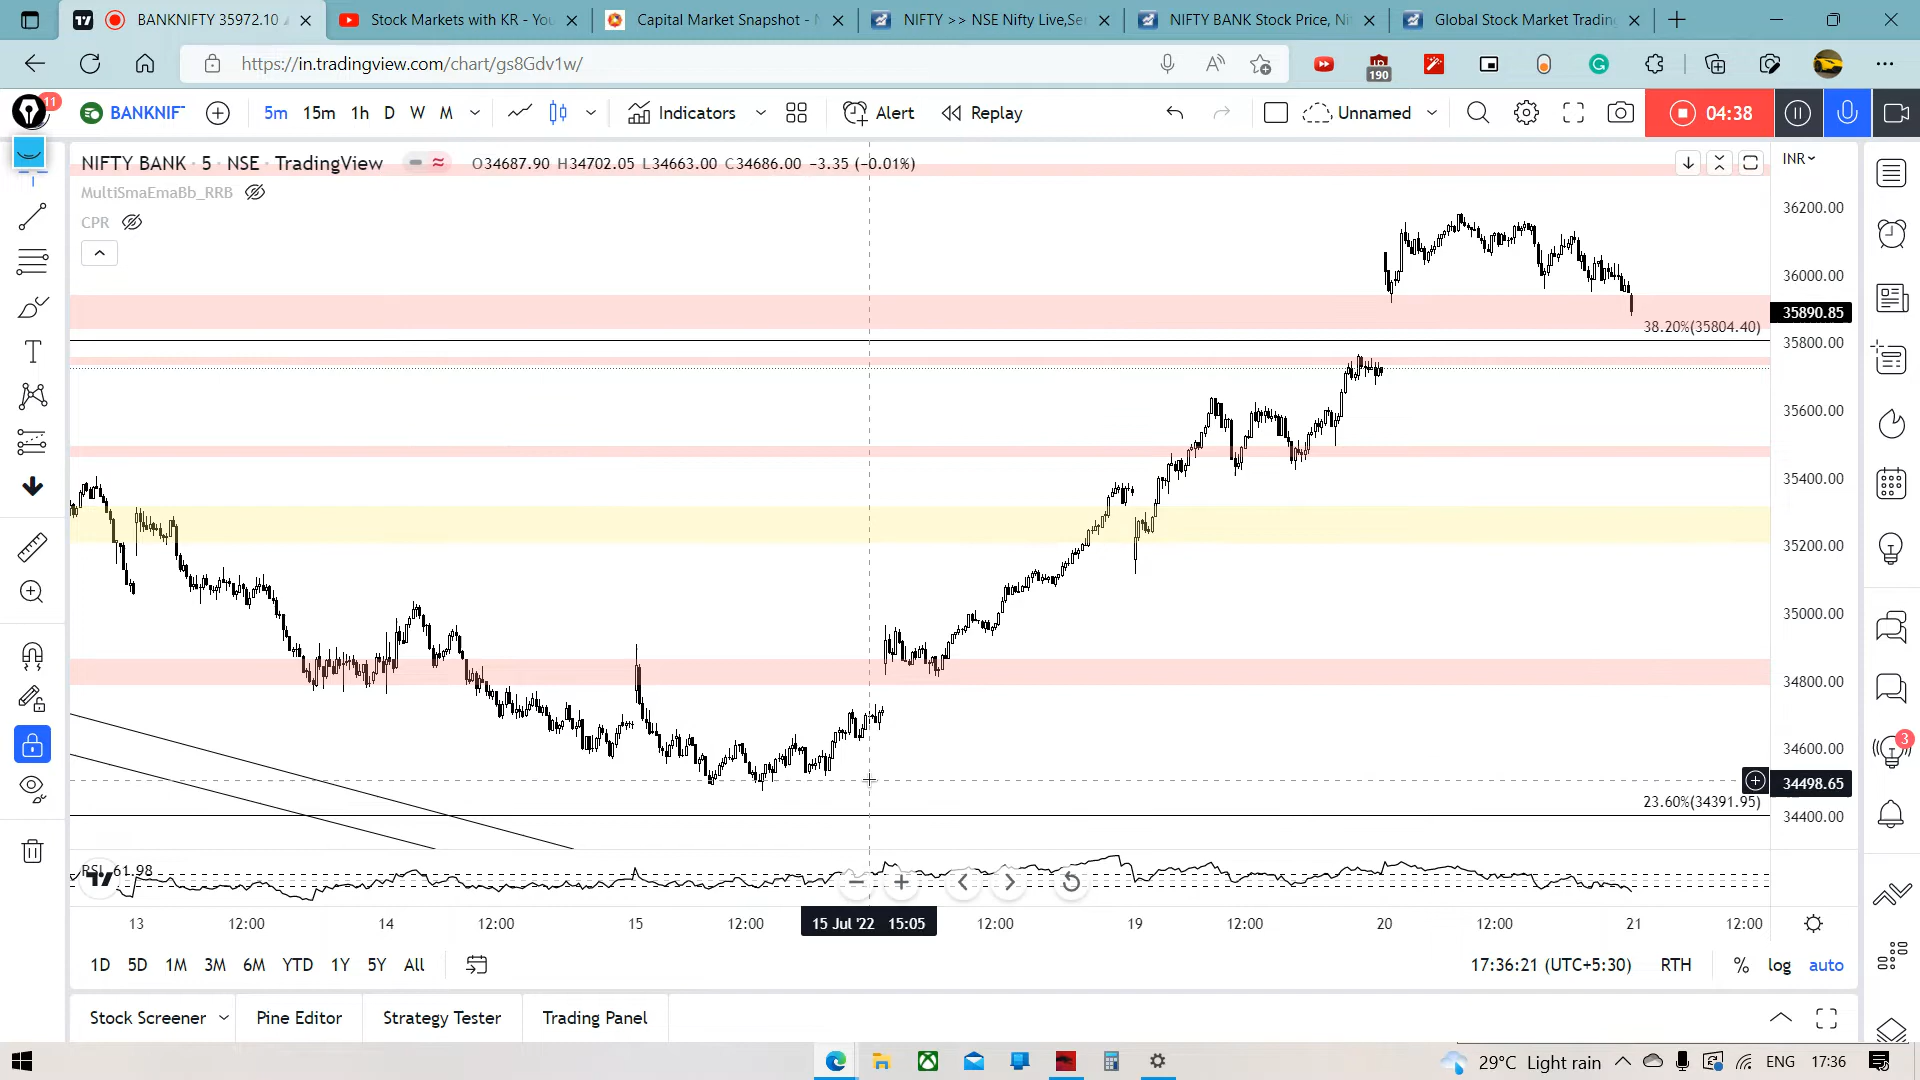 BANKNIFTY 35972.10
Stock Markets with KR - You
Capital Market Snapshot - N
NIFTY >> NSE Nifty Live,Se
NIFTY BANK Stock Price, Ni
Global Stock Market Trading
https://in.tradingview.com/chart/gs8Gdv1w/
190
11
BANKNIF
5m 15m 1h D W M
Indicators
Alert
Replay
Unnamed
04:38
NIFTY BANK · 5 · NSE · TradingView
O34687.90 H34702.05 L34663.00 C34686.00 −3.35 (−0.01%)
INR
MultiSmaEmaBb_RRB
CPR
36200.00
36000.00
35890.85
38.20%(35804.40)
35800.00
35600.00
35400.00
35200.00
35000.00
34800.00
34600.00
3
34498.65
23.60%(34391.95)
34400.00
RSI 61.98
13 12:00 14 12:00 15 12:00 15 Jul '22 15:05 12:00 19 12:00 20 12:00 21 12:00
1D 5D 1M 3M 6M YTD 1Y 5Y All
17:36:21 (UTC+5:30) RTH % log auto
Stock Screener Pine Editor Strategy Tester Trading Panel
29°C Light rain ENG 17:36